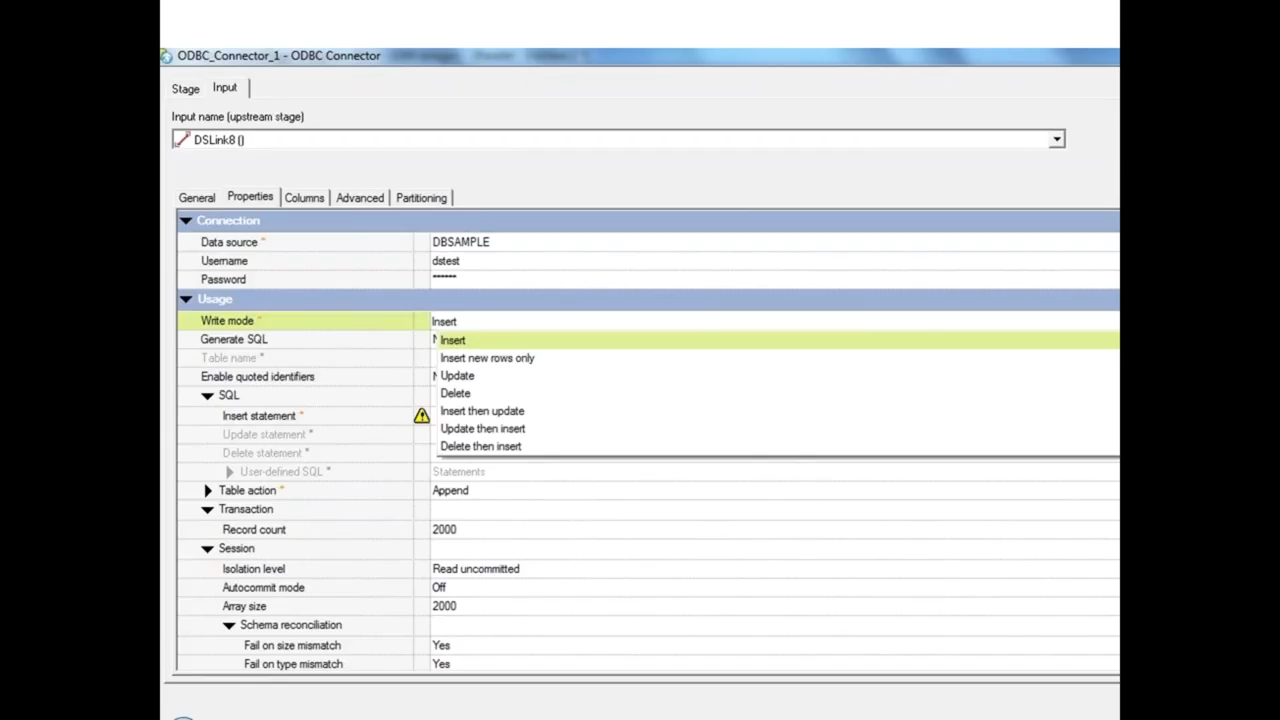 ODBC_Connector_1 - ODBC Connector
Stage Input
Input name (upstream stage)
DSLink8 ()
General Properties Columns Advanced Partitioning
Connection
Data source * DBSAMPLE
Username dstest
Password ******
Usage
Write mode * Insert
Generate SQL N Insert
Table name * Insert new rows only
Enable quoted identifiers N Update
SQL Delete
Insert statement * Insert then update
Update statement * Update then insert
Delete statement * Delete then insert
User-defined SQL * Statements
Table action * Append
Transaction
Record count 2000
Session
Isolation level Read uncommitted
Autocommit mode Off
Array size 2000
Schema reconciliation
Fail on size mismatch Yes
Fail on type mismatch Yes